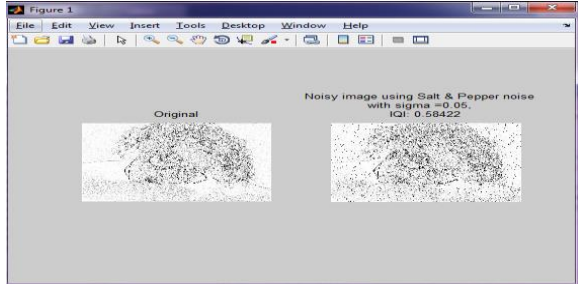 Figure 1
File Edit View Insert Tools Desktop Window Help
Original
Noisy image using Salt & Pepper noise
with sigma =0.05,
IQI: 0.58422